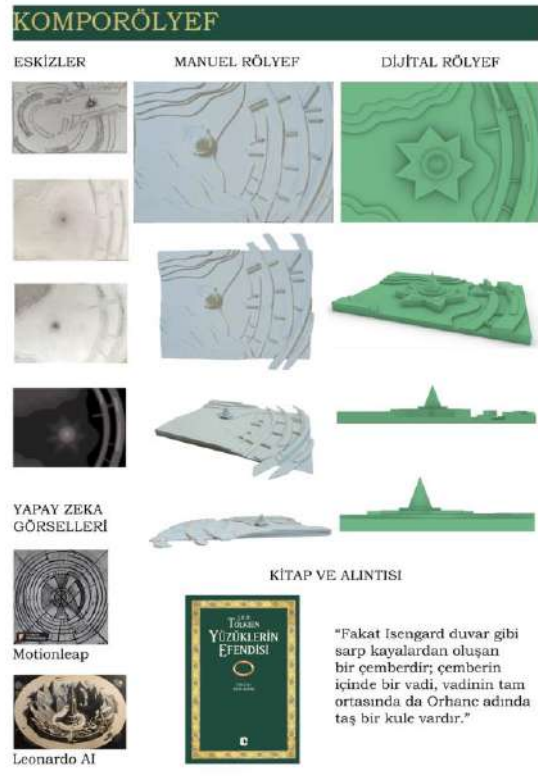 KOMPORÖLYEF
ESKİZLER
MANUEL RÖLYEF
DİJİTAL RÖLYEF
YAPAY ZEKA
GÖRSELLERİ
Motionleap
Leonardo AI
KİTAP VE ALINTISI
J.R.R.
TOLKIEN
YÜZÜKLERİN
EFENDİSİ
"Fakat Isengard duvar gibi
sarp kayalardan oluşan
bir çemberdir; çemberin
içinde bir vadi, vadinin tam
ortasında da Orhanc adında
taş bir kule vardır."